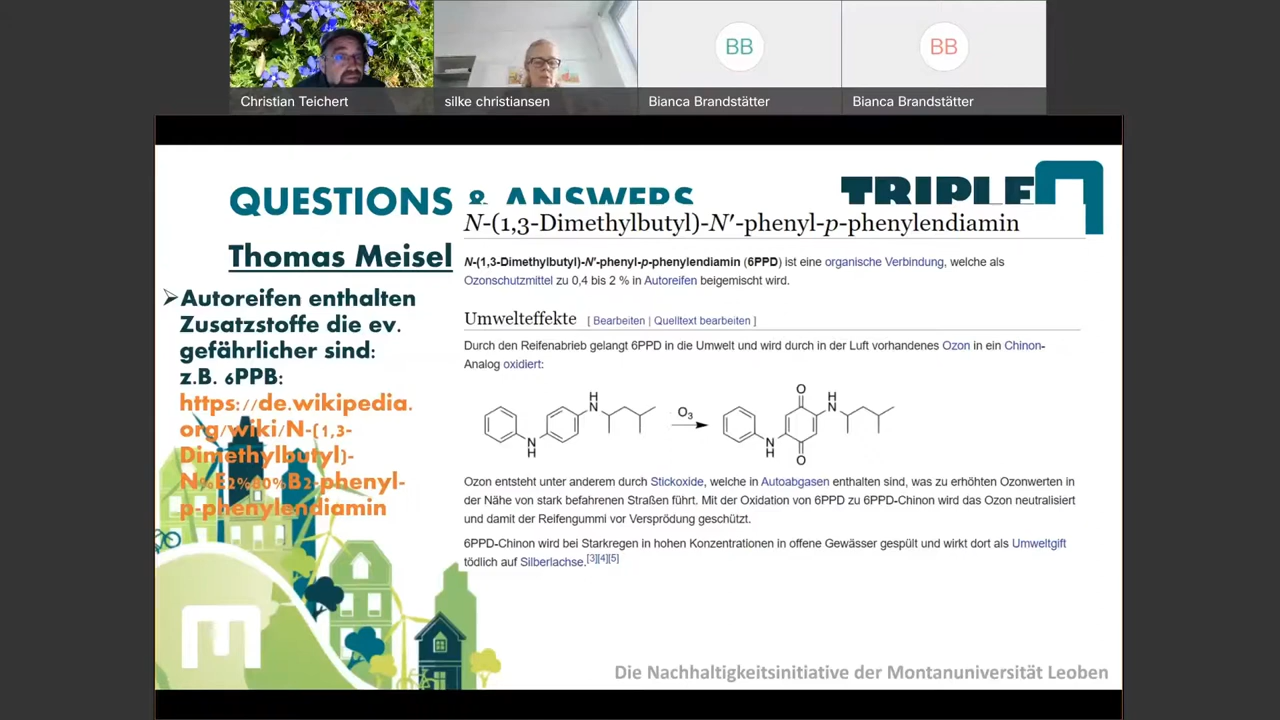 Christian Teichert
silke christiansen
BB
Bianca Brandstätter
BB
Bianca Brandstätter
QUESTIONS & ANSWERS
TRIPLE
Thomas Meisel
Autoreifen enthalten
Zusatzstoffe die ev.
gefährlicher sind:
z.B. 6PPB:
https://de.wikipedia.
org/wiki/N-(1,3-
Dimethylbutyl)-
N%E2%80%B2-phenyl-
p-phenylendiamin
N-(1,3-Dimethylbutyl)-N′-phenyl-p-phenylendiamin
N-(1,3-Dimethylbutyl)-N′-phenyl-p-phenylendiamin (6PPD) ist eine organische Verbindung, welche als
Ozonschutzmittel zu 0,4 bis 2 % in Autoreifen beigemischt wird.
Umwelteffekte [ Bearbeiten | Quelltext bearbeiten ]
Durch den Reifenabrieb gelangt 6PPD in die Umwelt und wird durch in der Luft vorhandenes Ozon in ein Chinon-
Analog oxidiert:
H
N
N
H
O3
O
H
N
N
H
O
Ozon entsteht unter anderem durch Stickoxide, welche in Autoabgasen enthalten sind, was zu erhöhten Ozonwerten in
der Nähe von stark befahrenen Straßen führt. Mit der Oxidation von 6PPD zu 6PPD-Chinon wird das Ozon neutralisiert
und damit der Reifengummi vor Versprödung geschützt.
6PPD-Chinon wird bei Starkregen in hohen Konzentrationen in offene Gewässer gespült und wirkt dort als Umweltgift
tödlich auf Silberlachse.[3][4][5]
Die Nachhaltigkeitsinitiative der Montanuniversität Leoben